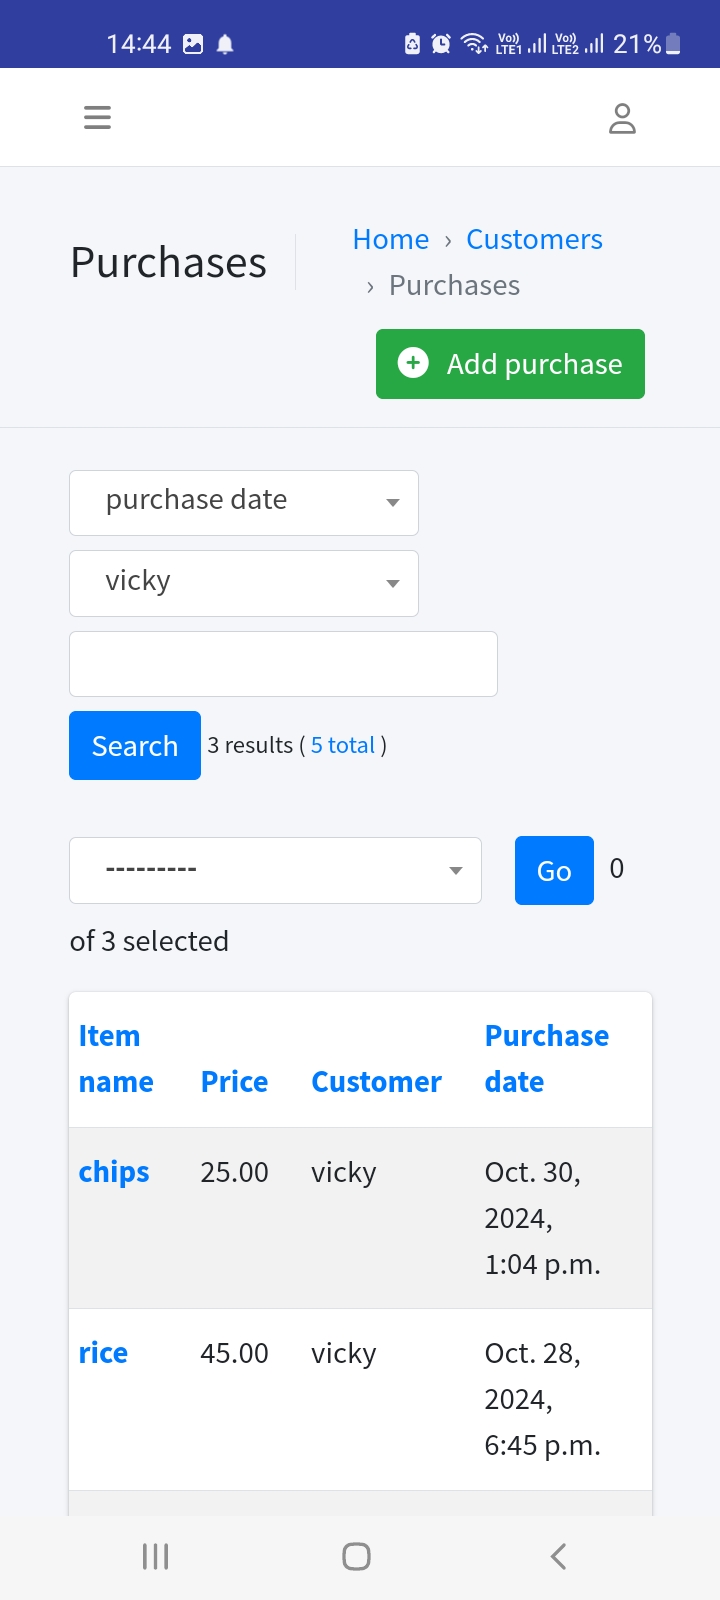 14:44 Vo)) LTE1 Vo)) LTE2 21%
Purchases
Home › Customers
› Purchases
Add purchase
purchase date
vicky
Search 3 results ( 5 total )
--------- Go 0
of 3 selected
Item name Price Customer Purchase date
chips 25.00 vicky Oct. 30,
2024,
1:04 p.m.
rice 45.00 vicky Oct. 28,
2024,
6:45 p.m.